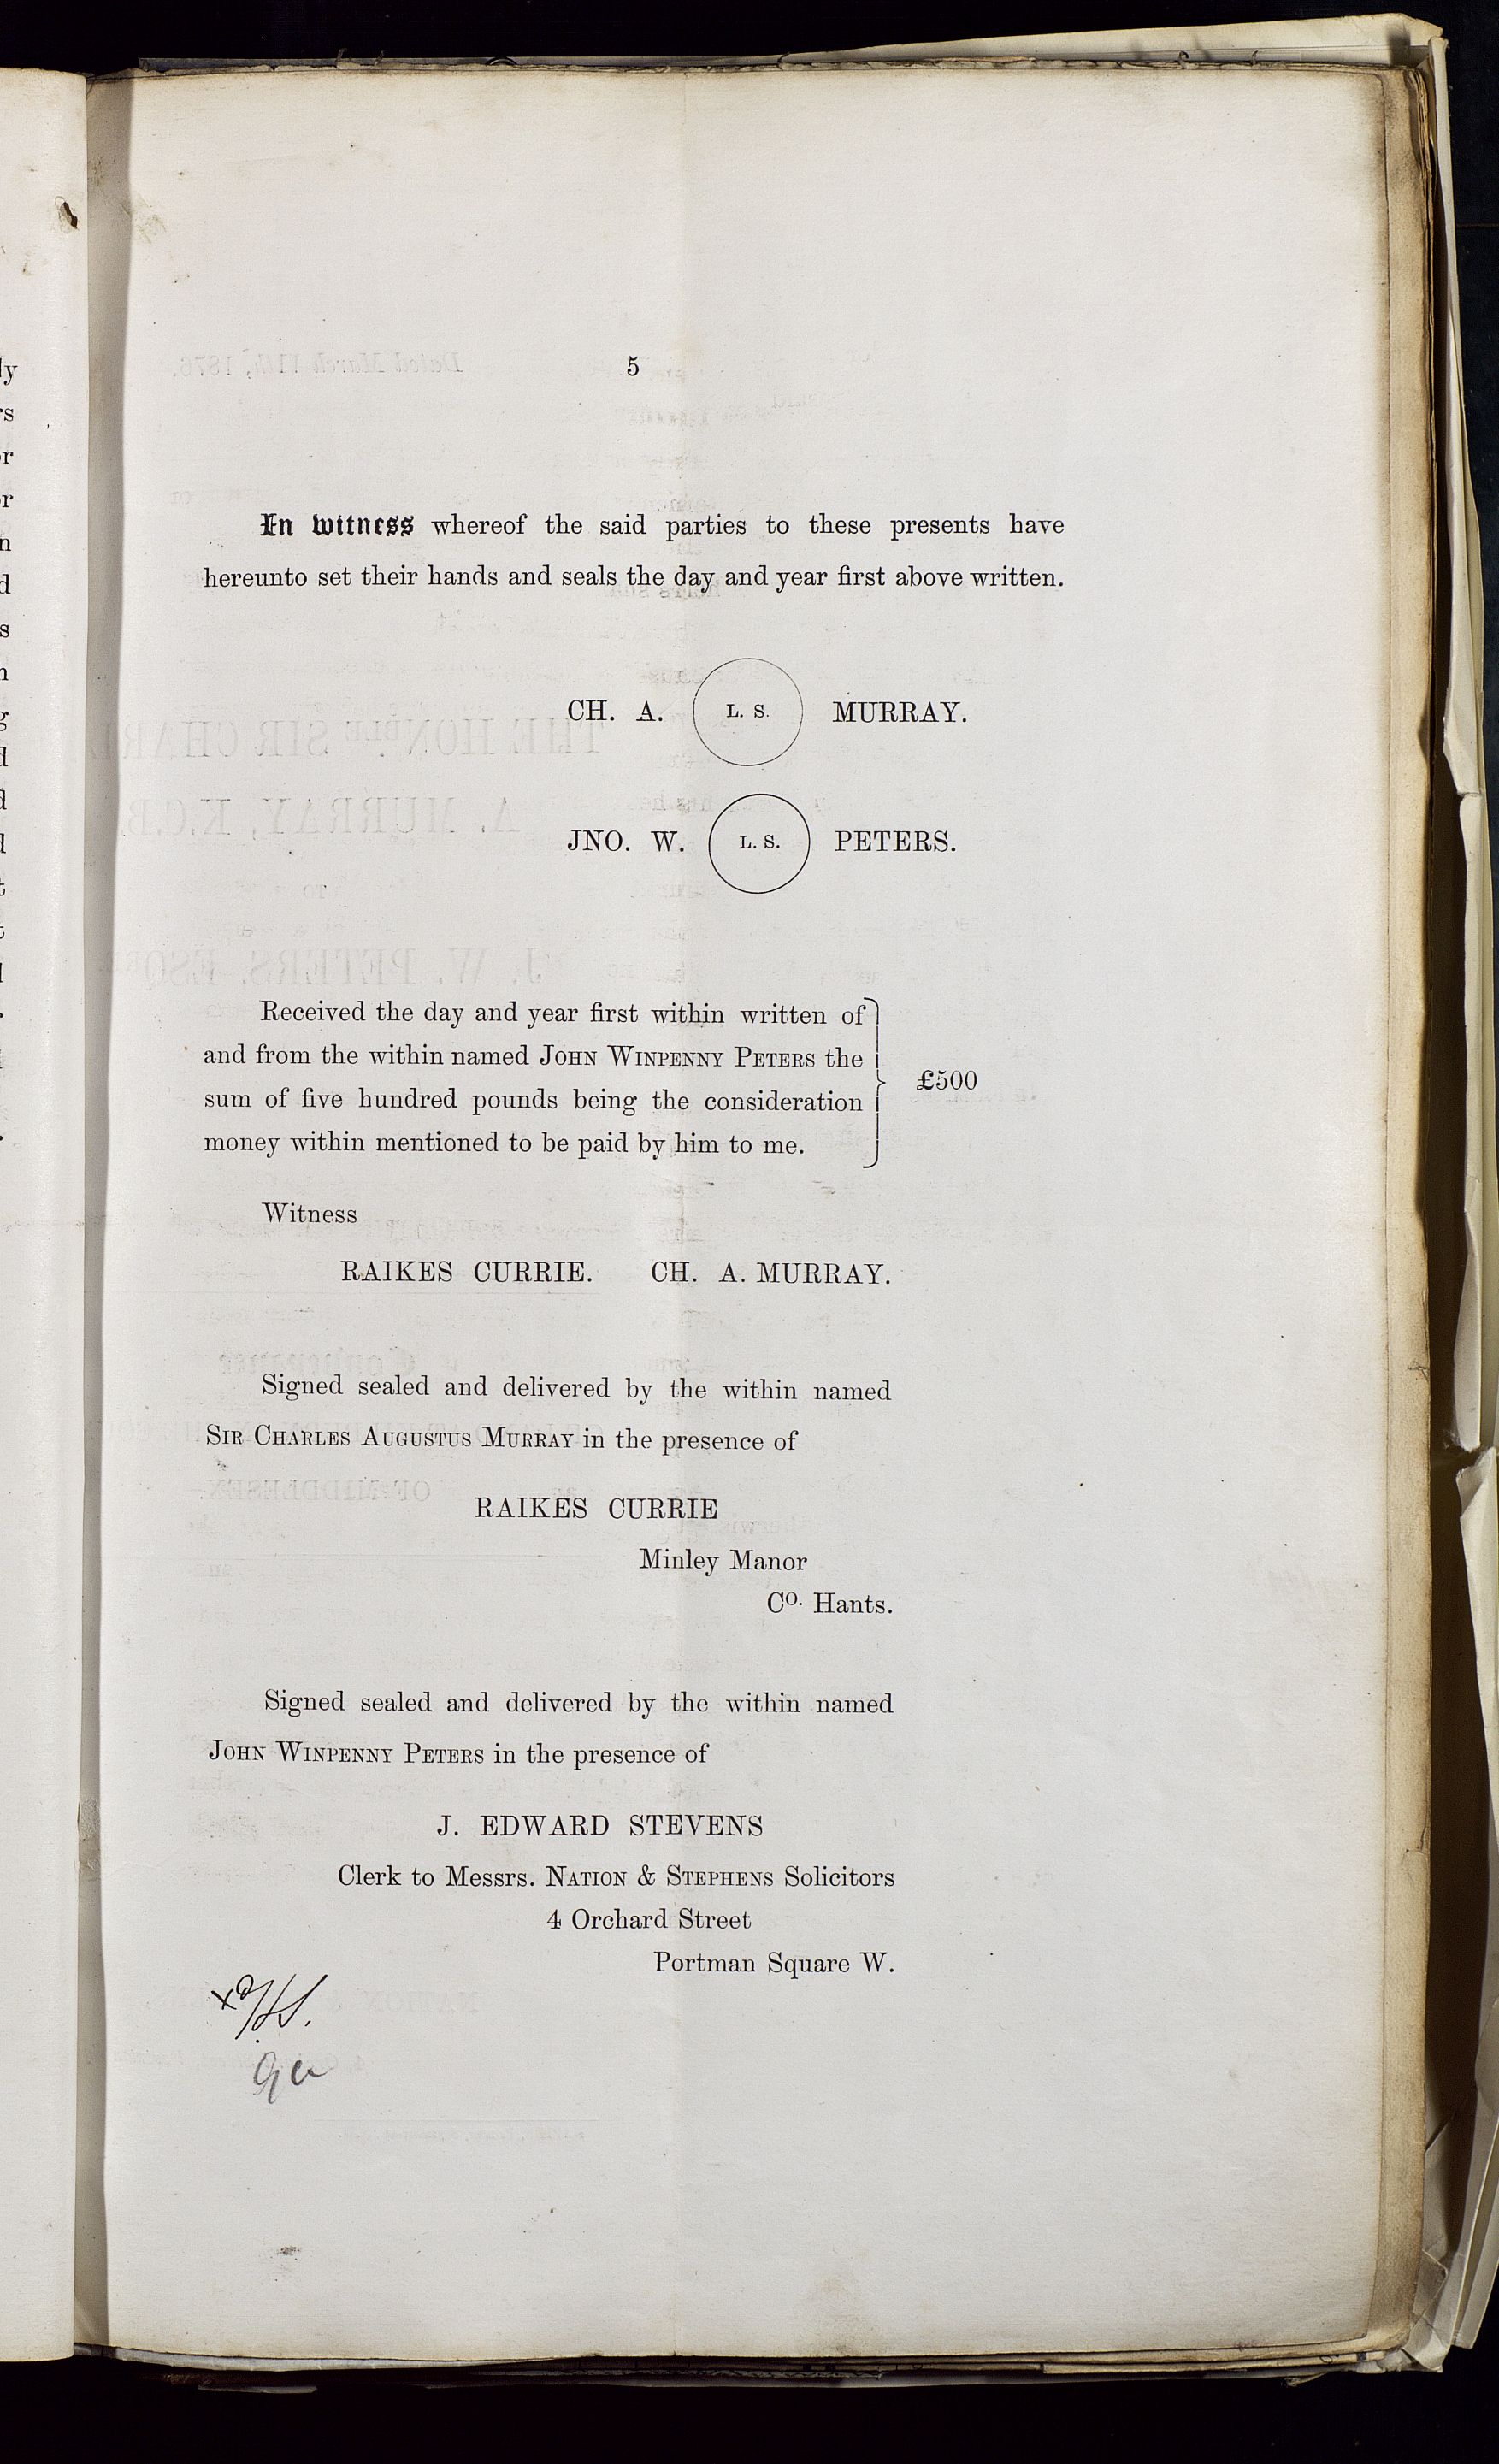 5
In witness whereof the said parties to these presents have
hereunto set their hands and seals the day and year first above written.
CH. A. L. S. MURRAY.
JNO. W. L. S. PETERS.
Received the day and year first within written of
and from the within named JOHN WINPENNY PETERS the
sum of five hundred pounds being the consideration
money within mentioned to be paid by him to me.
£500
Witness
RAIKES CURRIE. CH. A. MURRAY.
Signed sealed and delivered by the within named
SIR CHARLES AUGUSTUS MURRAY in the presence of
RAIKES CURRIE
Minley Manor
Co. Hants.
Signed sealed and delivered by the within named
JOHN WINPENNY PETERS in the presence of
J. EDWARD STEVENS
Clerk to Messrs. NATION & STEPHENS Solicitors
4 Orchard Street
Portman Square W.